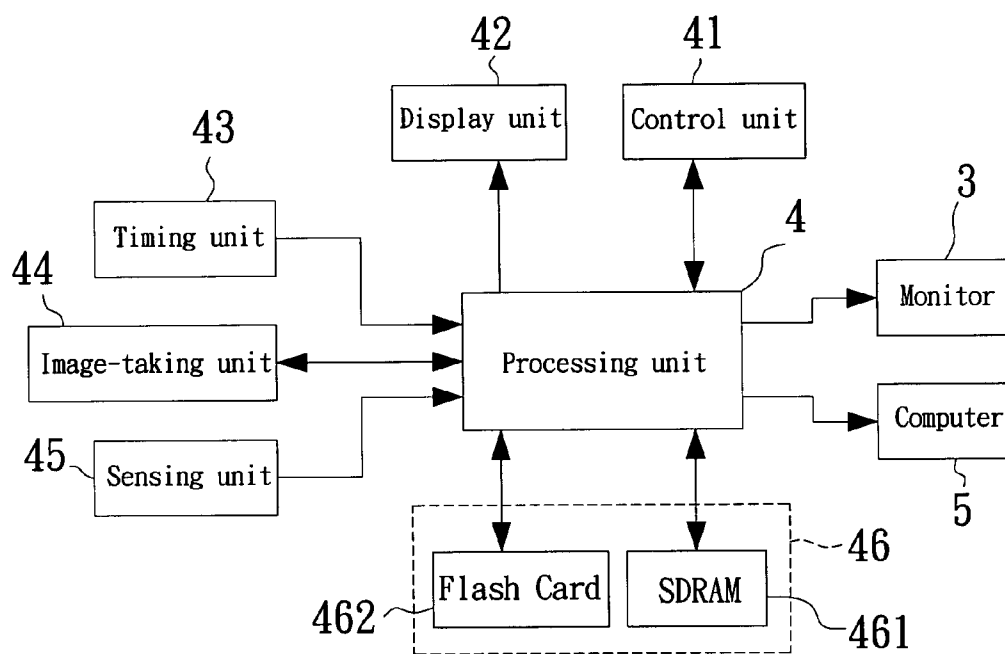 42
41
Display unit
Control unit
43
3
Timing unit
4
44
Monitor
Image-taking unit
Processing unit
Computer
45
Sensing unit
5
46
Flash Card
SDRAM
462
461